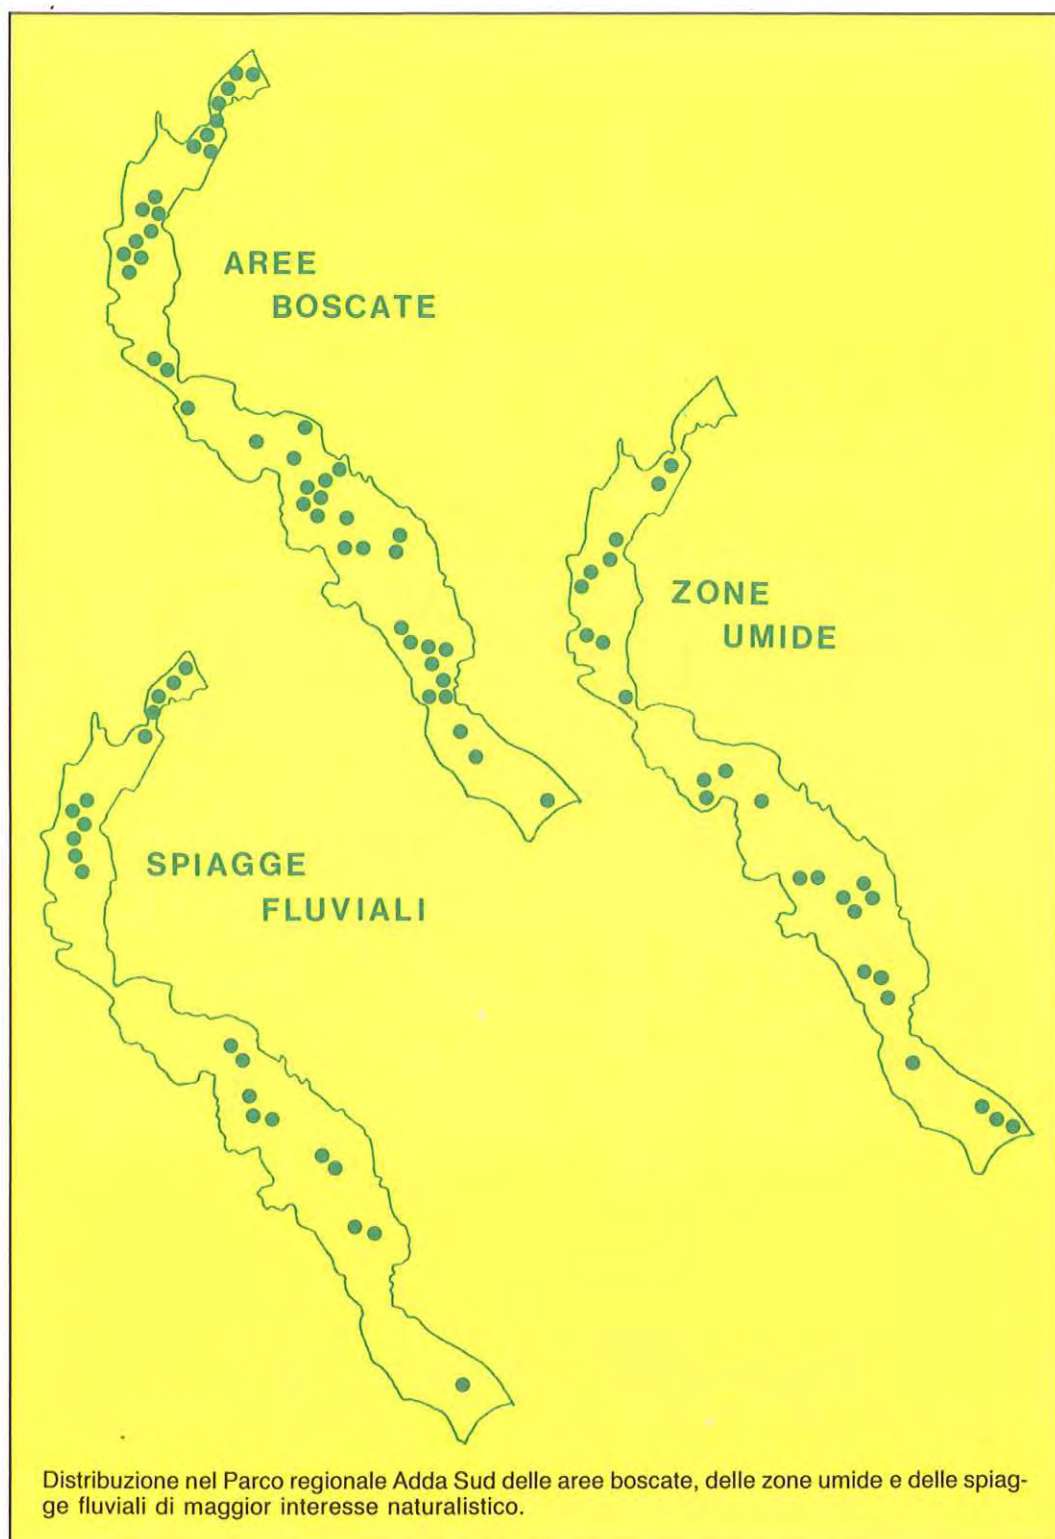 AREE
BOSCATE
ZONE
UMIDE
SPIAGGE
FLUVIALI
Distribuzione nel Parco regionale Adda Sud delle aree boscate, delle zone umide e delle spiag-
ge fluviali di maggior interesse naturalistico.